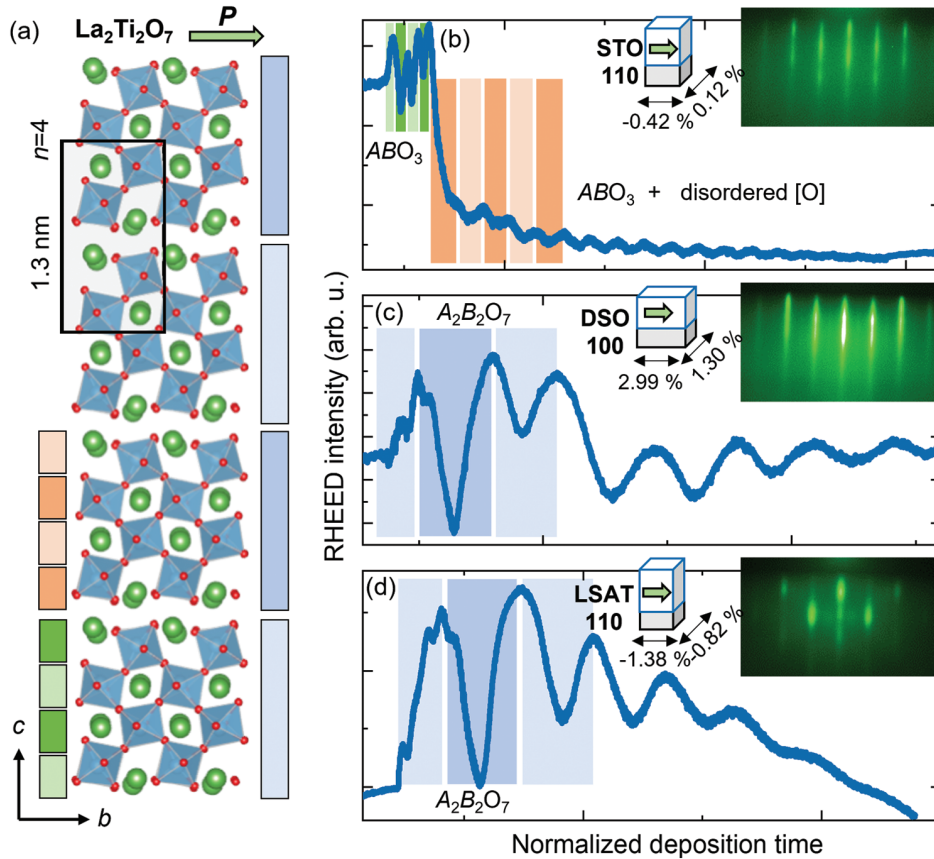 (a)
La₂Ti₂O₇
P
n=4
1.3 nm
c
b
(b)
STO
110
-0.42 %
0.12 %
ABO₃
ABO₃ + disordered [O]
(c)
A₂B₂O₇
DSO
100
2.99 %
1.30 %
RHEED intensity (arb. u.)
(d)
LSAT
110
-1.38 %
-0.82 %
A₂B₂O₇
Normalized deposition time